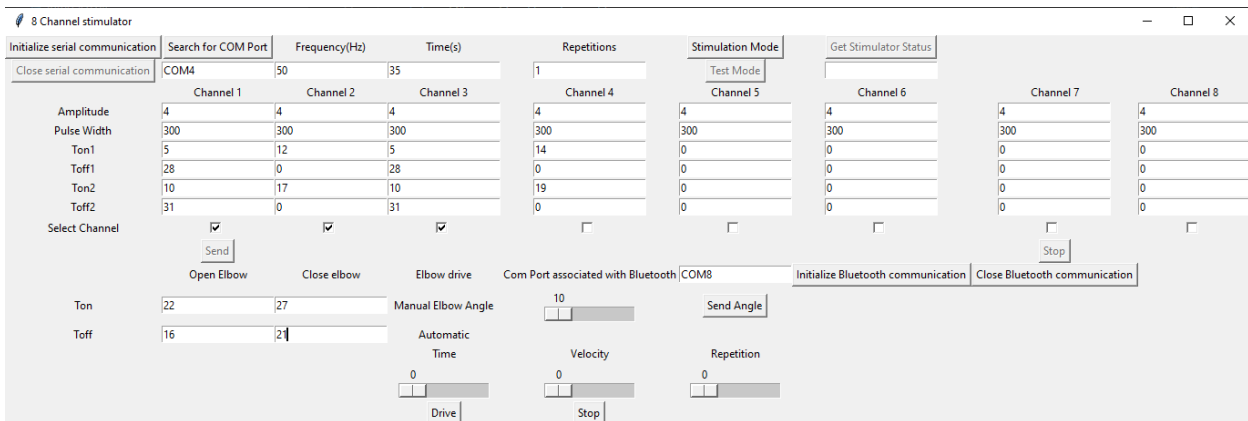 8 Channel stimulator
Initialize serial communication Search for COM Port Frequency(Hz) Time(s) Repetitions Stimulation Mode Get Stimulator Status
Close serial communication COM4 50 35 1 Test Mode
Channel 1 Channel 2 Channel 3 Channel 4 Channel 5 Channel 6 Channel 7 Channel 8
Amplitude 4 4 4 4 4 4 4 4
Pulse Width 300 300 300 300 300 300 300 300
Ton1 5 12 5 14 0 0 0 0
Toff1 28 0 28 0 0 0 0 0
Ton2 10 17 10 19 0 0 0 0
Toff2 31 0 31 0 0 0 0 0
Select Channel
Send Stop
Open Elbow Close elbow Elbow drive Com Port associated with Bluetooth COM8 Initialize Bluetooth communication Close Bluetooth communication
Ton 22 27 Manual Elbow Angle 10 Send Angle
Toff 16 21 Automatic
Time Velocity Repetition
0 0 0
Drive Stop